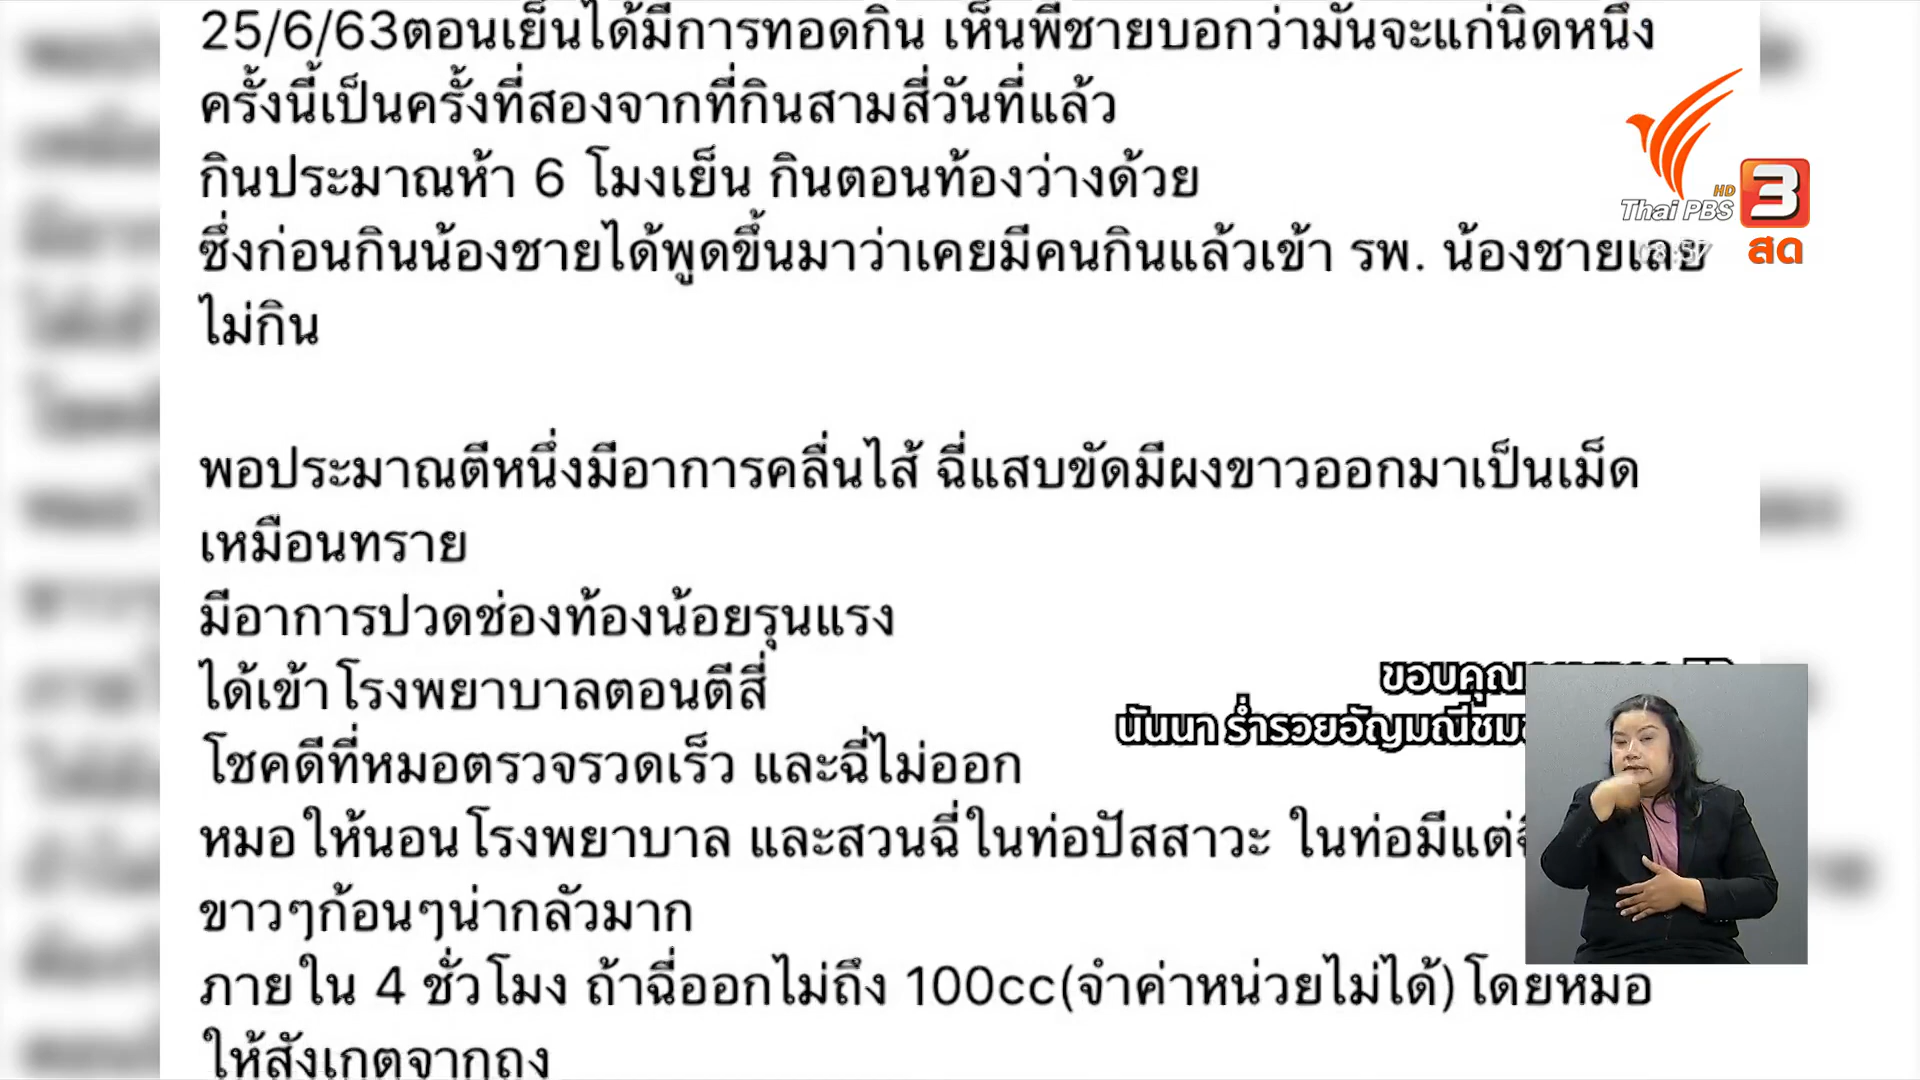 25/6/63ตอนเย็นได้มีการทอดกิน เห็นพี่ชายบอกว่ามันจะแก่นิดหนึ่ง
ครั้งนี้เป็นครั้งที่สองจากที่กินสามสี่วันที่แล้ว
กินประมาณห้า 6 โมงเย็น กินตอนท้องว่างด้วย
ซึ่งก่อนกินน้องชายได้พูดขึ้นมาว่าเคยมีคนกินแล้วเข้า รพ. น้องชายเลย
ไม่กิน
พอประมาณตีหนึ่งมีอาการคลื่นไส้ ฉี่แสบขัดมีผงขาวออกมาเป็นเม็ด
เหมือนทราย
มีอาการปวดช่องท้องน้อยรุนแรง
ได้เข้าโรงพยาบาลตอนตีสี่
โชคดีที่หมอตรวจรวดเร็ว และฉี่ไม่ออก
หมอให้นอนโรงพยาบาล และสวนฉี่ในท่อปัสสาวะ ในท่อมีแต่
ขาวๆก้อนๆน่ากลัวมาก
ภายใน 4 ชั่วโมง ถ้าฉี่ออกไม่ถึง 100cc(จำค่าหน่วยไม่ได้)โดยหมอ
ให้สังเกตจากถุง
HD
Thai PBS 3
08:57 สด
ขอบคุณ
นันนา ร่ำรวยอัญมณี